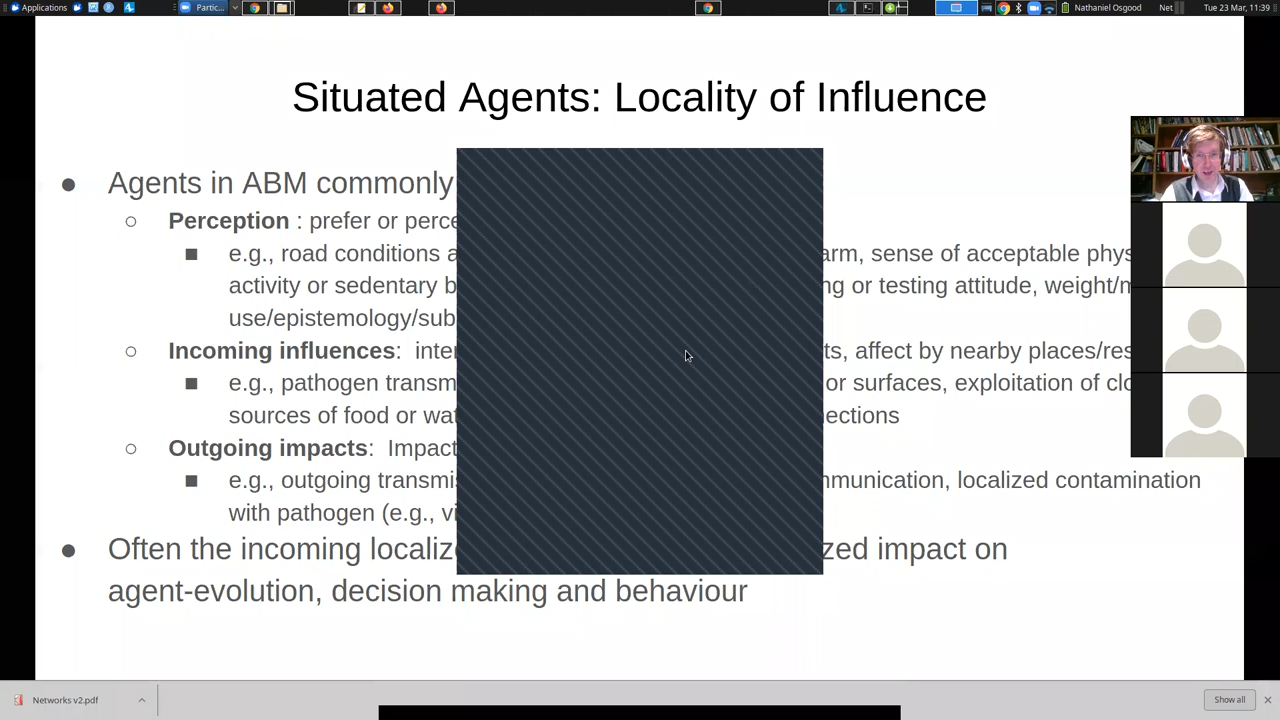 Applications
Partic...
Nathaniel Osgood
Net
Tue 23 Mar, 11:39
Situated Agents: Locality of Influence
● Agents in ABM commonly
○ Perception : prefer or perce
■ e.g., road conditions a arm, sense of acceptable phys
activity or sedentary b ng or testing attitude, weight/m
use/epistemology/sub
○ Incoming influences: inter ts, affect by nearby places/res
■ e.g., pathogen transm or surfaces, exploitation of clo
sources of food or wat nections
○ Outgoing impacts: Impact
■ e.g., outgoing transmis mmunication, localized contamination
with pathogen (e.g., vi
● Often the incoming localize zed impact on
agent-evolution, decision making and behaviour
Networks v2.pdf
Show all